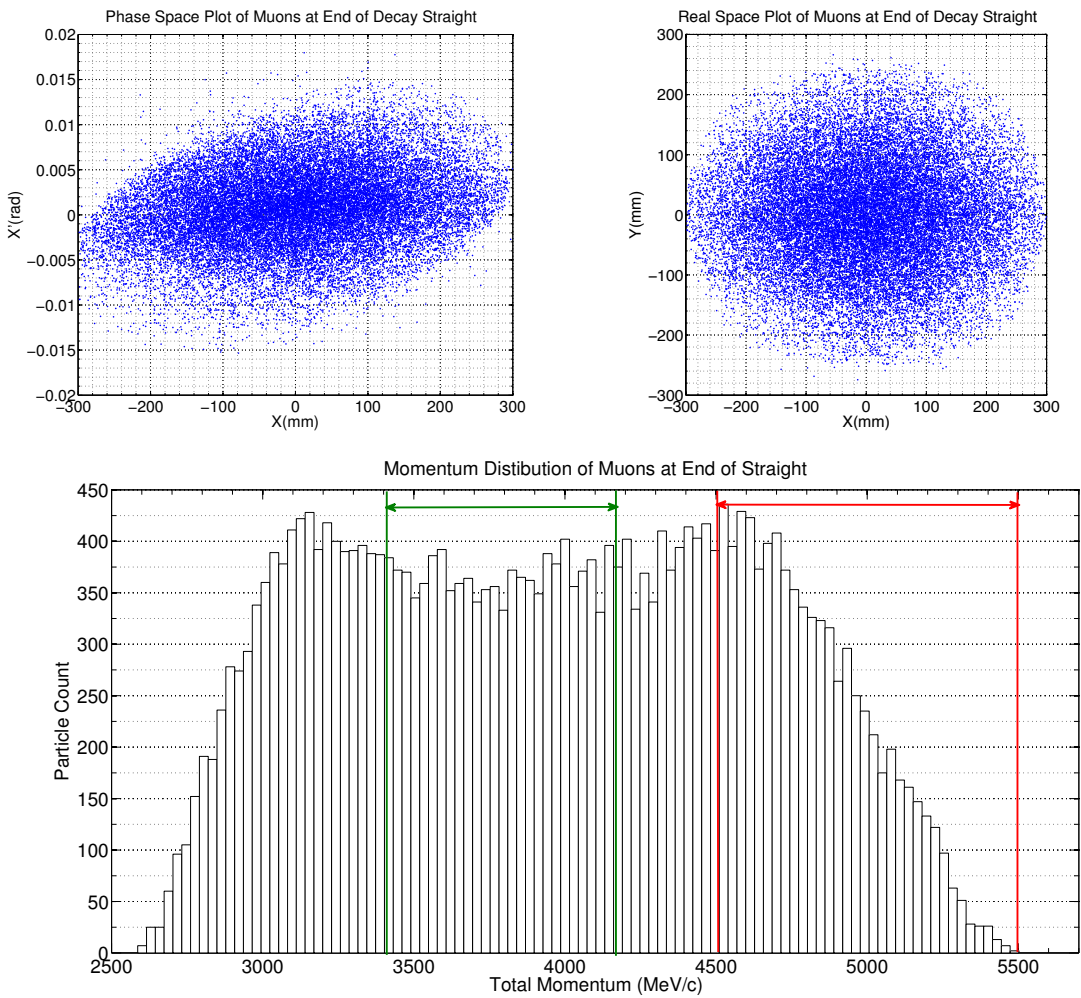 Phase Space Plot of Muons at End of Decay Straight
0.02
0.015
0.01
0.005
0
−0.005
−0.01
−0.015
−0.02
X'(rad)
−300 −200 −100 0 100 200 300
X(mm)
Real Space Plot of Muons at End of Decay Straight
300
200
100
0
−100
−200
−300
Y(mm)
−300 −200 −100 0 100 200 300
X(mm)
Momentum Distibution of Muons at End of Straight
450
400
350
300
250
200
150
100
50
0
Particle Count
2500 3000 3500 4000 4500 5000 5500
Total Momentum (MeV/c)